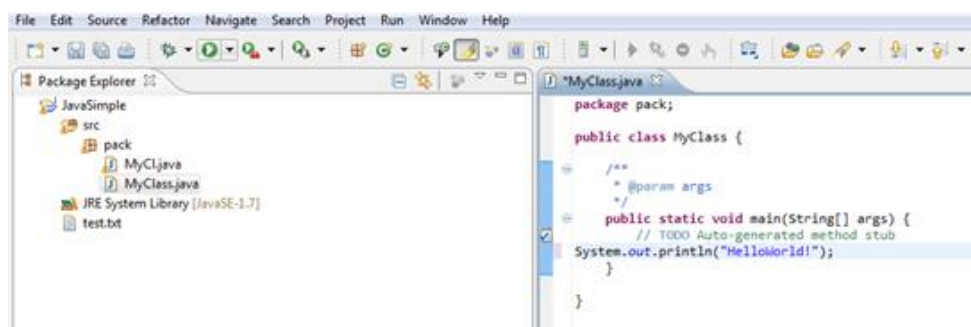 File Edit Source Refactor Navigate Search Project Run Window Help
Package Explorer
JavaSimple
src
pack
MyCl.java
MyClass.java
JRE System Library [JavaSE-1.7]
test.txt
*MyClass.java
package pack;
public class MyClass {
/**
* @param args
*/
public static void main(String[] args) {
// TODO Auto-generated method stub
System.out.println("HelloWorld!");
}
}